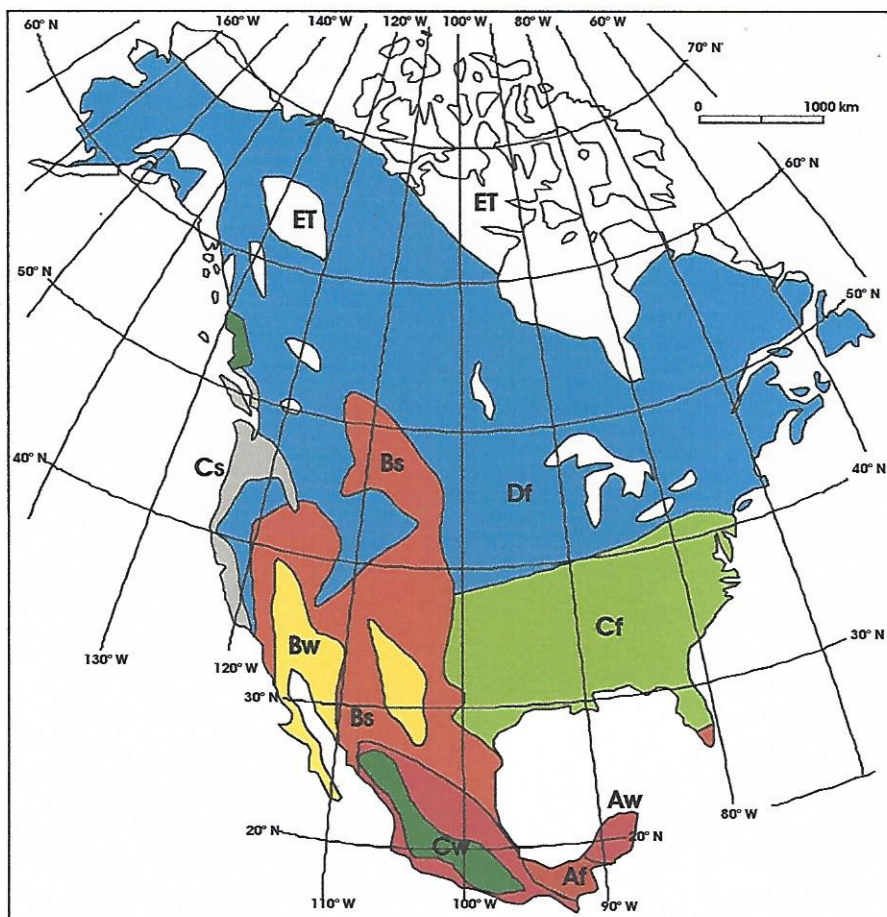 160° W 140° W 120° W 100° W 80° W 60° W
60° N
70° N
0 1000 km
60° N
ET
ET
50° N
50° N
40° N
Cs
Bs
Df
40° N
Cf
Bw
30° N
130° W
120° W
30° N
Bs
Aw
80° W
20° N
Cw
20° N
Af
110° W
100° W
90° W